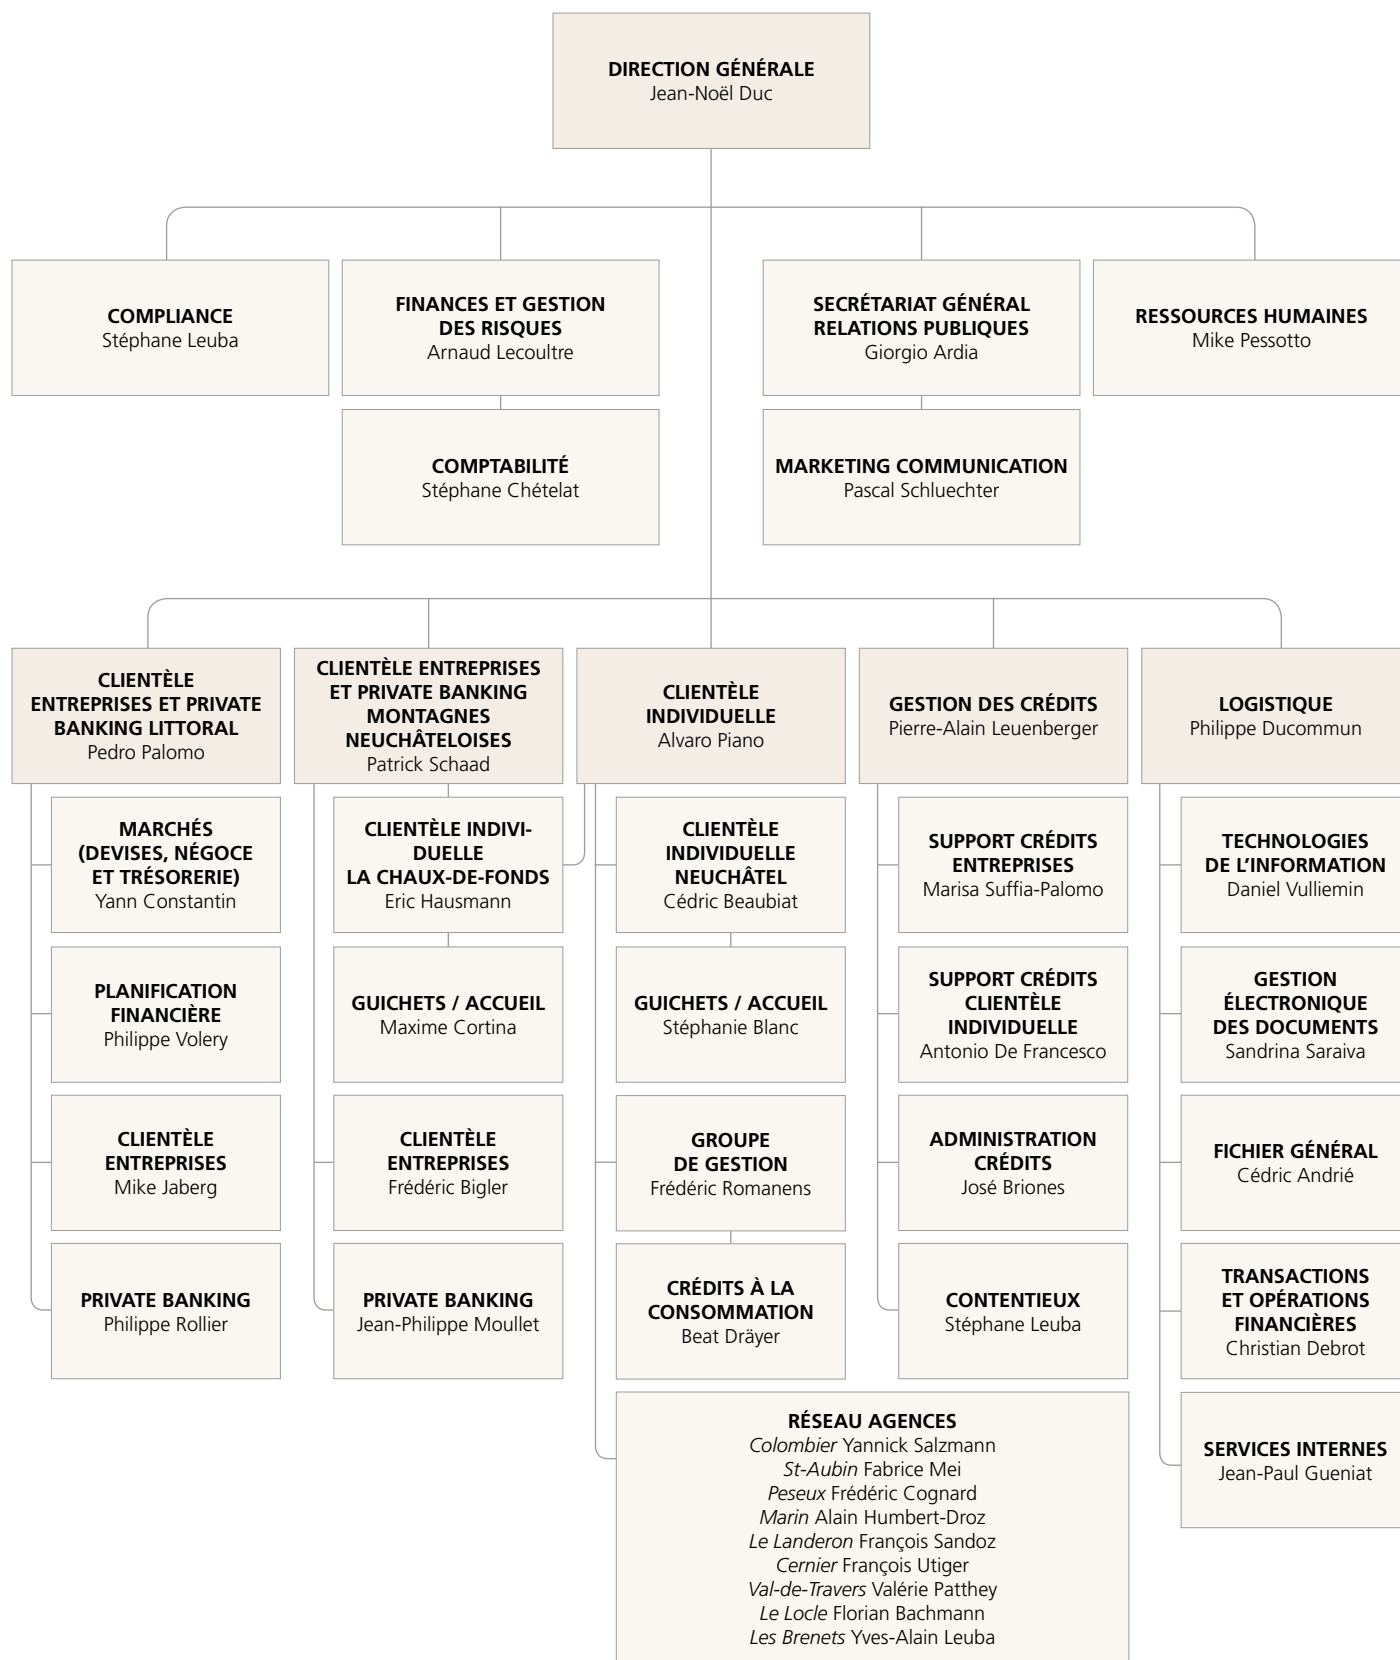 DIRECTION GÉNÉRALE
Jean-Noël Duc
COMPLIANCE
Stéphane Leuba
FINANCES ET GESTION
DES RISQUES
Arnaud Lecoultre
SECRÉTARIAT GÉNÉRAL
RELATIONS PUBLIQUES
Giorgio Ardia
RESSOURCES HUMAINES
Mike Pessotto
COMPTABILITÉ
Stéphane Chételat
MARKETING COMMUNICATION
Pascal Schluechter
CLIENTÈLE
ENTREPRISES ET PRIVATE
BANKING LITTORAL
Pedro Palomo
CLIENTÈLE ENTREPRISES
ET PRIVATE BANKING
MONTAGNES
NEUCHÂTELOISES
Patrick Schaad
CLIENTÈLE
INDIVIDUELLE
Alvaro Piano
GESTION DES CRÉDITS
Pierre-Alain Leuenberger
LOGISTIQUE
Philippe Ducommun
MARCHÉS
(DEVISES, NÉGOCE
ET TRÉSORERIE)
Yann Constantin
CLIENTÈLE INDIVI-
DUELLE
LA CHAUX-DE-FONDS
Eric Hausmann
CLIENTÈLE
INDIVIDUELLE
NEUCHÂTEL
Cédric Beaubiat
SUPPORT CRÉDITS
ENTREPRISES
Marisa Suffia-Palomo
TECHNOLOGIES
DE L'INFORMATION
Daniel Vulliemin
PLANIFICATION
FINANCIÈRE
Philippe Volery
GUICHETS / ACCUEIL
Maxime Cortina
GUICHETS / ACCUEIL
Stéphanie Blanc
SUPPORT CRÉDITS
CLIENTÈLE
INDIVIDUELLE
Antonio De Francesco
GESTION
ÉLECTRONIQUE
DES DOCUMENTS
Sandrina Saraiva
CLIENTÈLE
ENTREPRISES
Mike Jaberg
CLIENTÈLE
ENTREPRISES
Frédéric Bigler
GROUPE
DE GESTION
Frédéric Romanens
ADMINISTRATION
CRÉDITS
José Briones
FICHIER GÉNÉRAL
Cédric Andrié
PRIVATE BANKING
Philippe Rollier
PRIVATE BANKING
Jean-Philippe Moullet
CRÉDITS À LA
CONSOMMATION
Beat Dräyer
CONTENTIEUX
Stéphane Leuba
TRANSACTIONS
ET OPÉRATIONS
FINANCIÈRES
Christian Debrot
RÉSEAU AGENCES
Colombier Yannick Salzmann
St-Aubin Fabrice Mei
Peseux Frédéric Cognard
Marin Alain Humbert-Droz
Le Landeron François Sandoz
Cernier François Utiger
Val-de-Travers Valérie Patthey
Le Locle Florian Bachmann
Les Brenets Yves-Alain Leuba
SERVICES INTERNES
Jean-Paul Gueniat